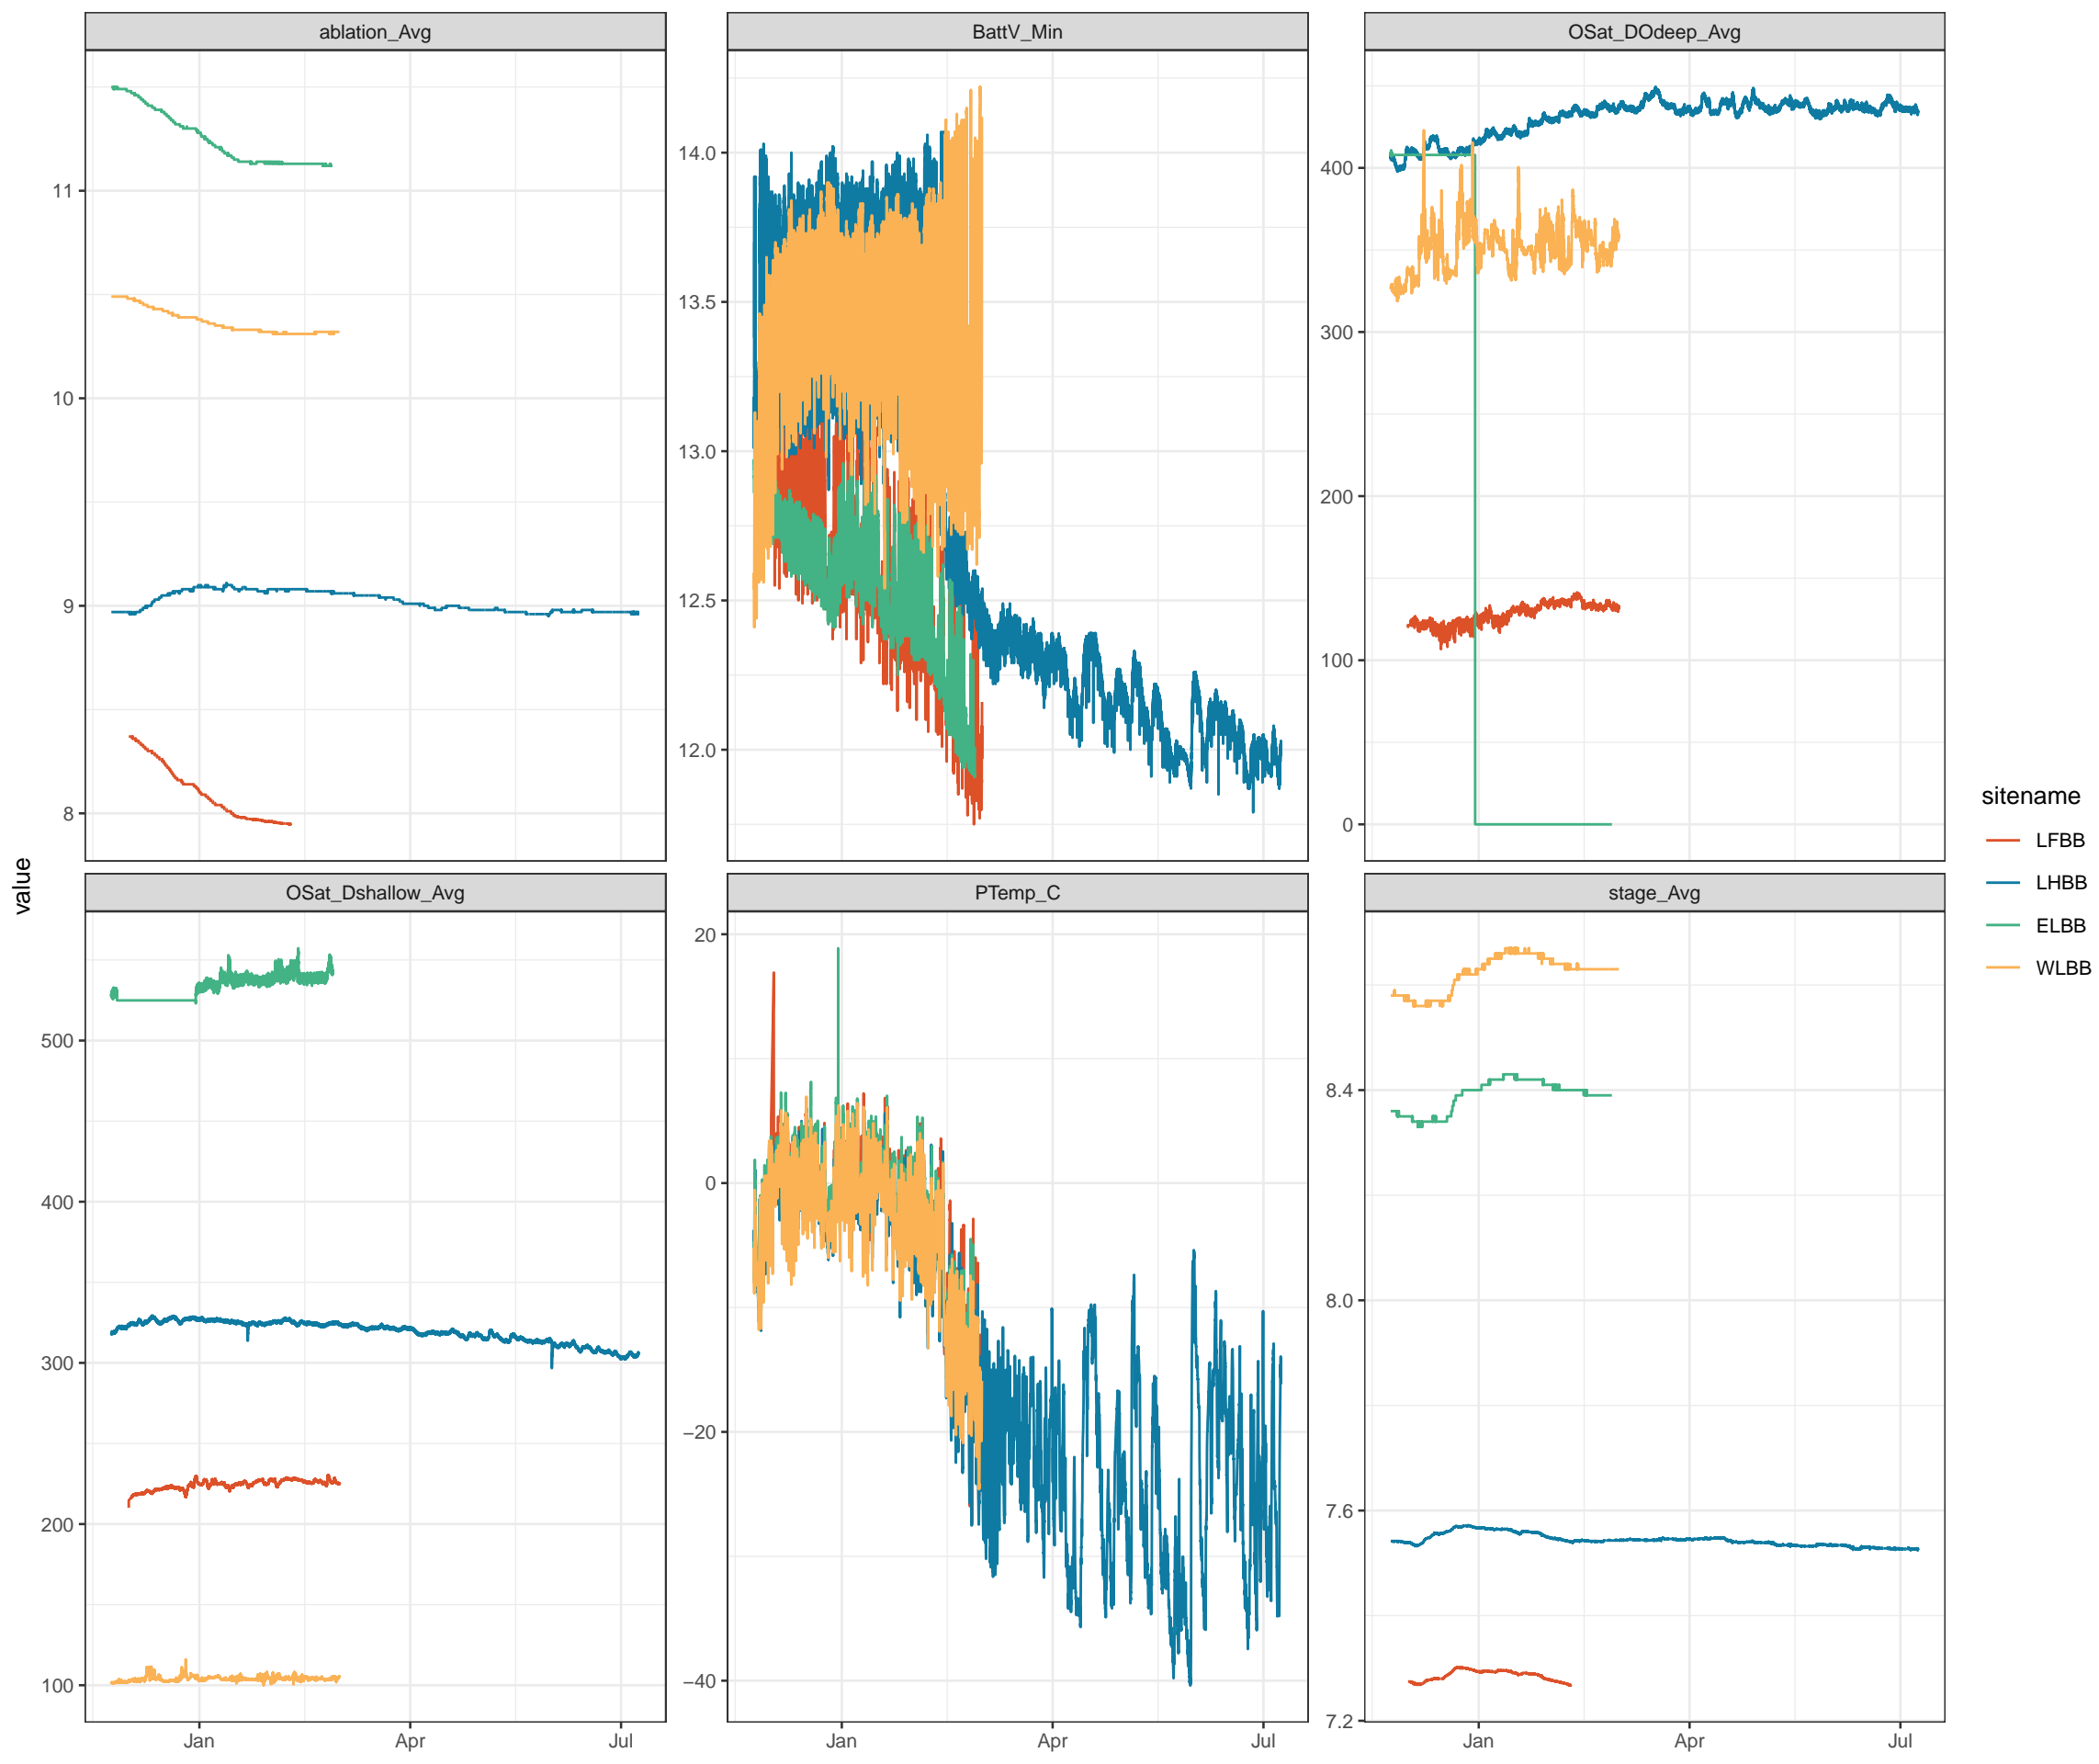 ablation_Avg
BattV_Min
OSat_DOdeep_Avg
11
10
9
8
14.0
13.5
13.0
12.5
12.0
400
300
200
100
0
value
OSat_Dshallow_Avg
PTemp_C
stage_Avg
500
400
300
200
100
20
0
−20
−40
8.4
8.0
7.6
7.2
Jan
Apr
Jul
Jan
Apr
Jul
Jan
Apr
Jul
sitename
LFBB
LHBB
ELBB
WLBB